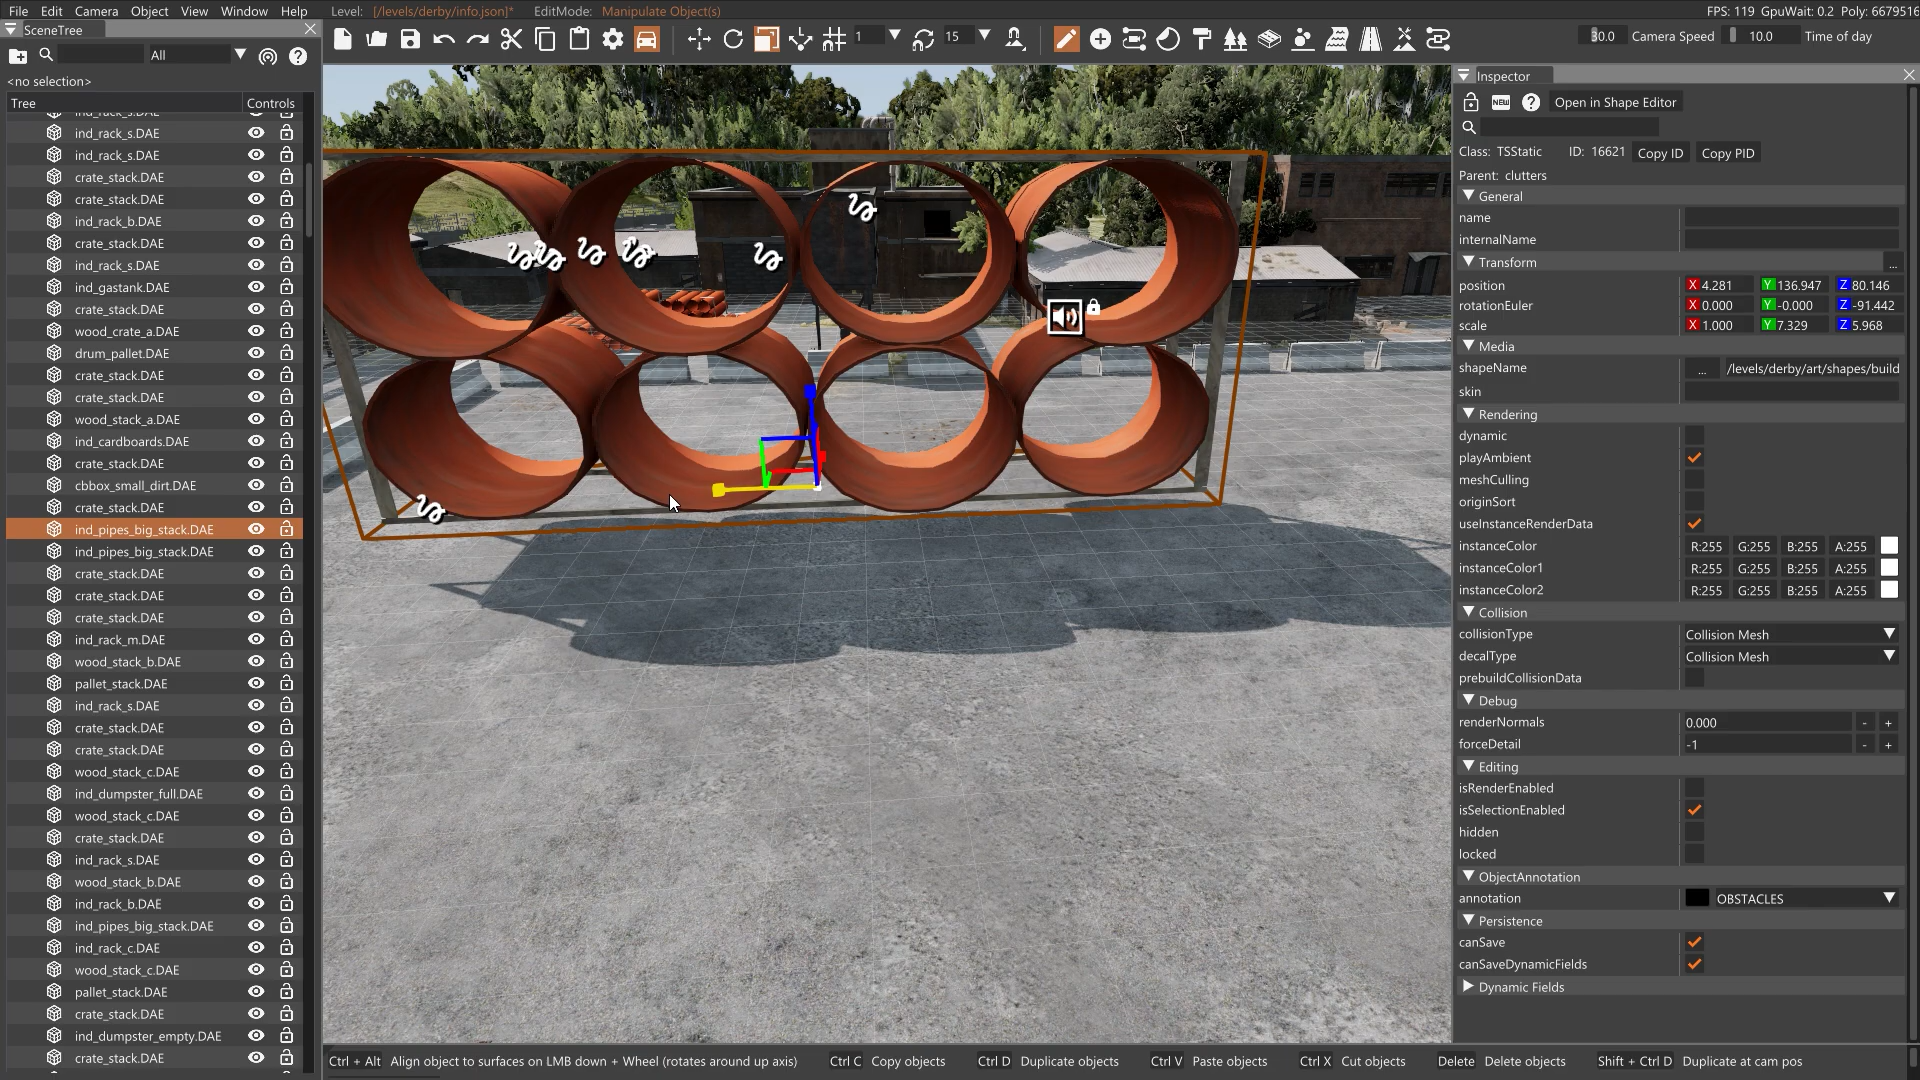 File Edit View Camera Object Window Help Level: [/levels/derby/info.json]* EditMode: Manipulate Object(s) FPS: 119 GpuWait: 0.2 Poly: 6679516
SceneTree
1 15 30.0 Camera Speed 10.0 Time of day
All
<no selection>
Tree Controls
ind_rack_s.DAE
ind_rack_s.DAE
ind_rack_s.DAE
crate_stack.DAE
crate_stack.DAE
ind_rack_b.DAE
crate_stack.DAE
ind_rack_s.DAE
ind_gastank.DAE
crate_stack.DAE
wood_crate_a.DAE
drum_pallet.DAE
crate_stack.DAE
crate_stack.DAE
wood_stack_a.DAE
ind_cardboards.DAE
crate_stack.DAE
cbbox_small_dirt.DAE
crate_stack.DAE
ind_pipes_big_stack.DAE
ind_pipes_big_stack.DAE
crate_stack.DAE
crate_stack.DAE
crate_stack.DAE
ind_rack_m.DAE
wood_stack_b.DAE
pallet_stack.DAE
ind_rack_s.DAE
crate_stack.DAE
crate_stack.DAE
wood_stack_c.DAE
ind_dumpster_full.DAE
wood_stack_c.DAE
crate_stack.DAE
ind_rack_s.DAE
wood_stack_b.DAE
ind_rack_b.DAE
ind_pipes_big_stack.DAE
ind_rack_c.DAE
wood_stack_c.DAE
pallet_stack.DAE
crate_stack.DAE
ind_dumpster_empty.DAE
crate_stack.DAE
Inspector
NEW ? Open in Shape Editor
Class: TSStatic ID: 16621 Copy ID Copy PID
Parent: clutters
General
name
internalName
Transform ...
position X 4.281 Y 136.947 Z 80.146
rotationEuler X 0.000 Y -0.000 Z -91.442
scale X 1.000 Y 7.329 Z 5.968
Media
shapeName ... /levels/derby/art/shapes/build
skin
Rendering
dynamic
playAmbient
meshCulling
originSort
useInstanceRenderData
instanceColor R:255 G:255 B:255 A:255
instanceColor1 R:255 G:255 B:255 A:255
instanceColor2 R:255 G:255 B:255 A:255
Collision
collisionType Collision Mesh
decalType Collision Mesh
prebuildCollisionData
Debug
renderNormals 0.000 - +
forceDetail -1 - +
Editing
isRenderEnabled
isSelectionEnabled
hidden
locked
ObjectAnnotation
annotation OBSTACLES
Persistence
canSave
canSaveDynamicFields
Dynamic Fields
Ctrl + Alt Align object to surfaces on LMB down + Wheel (rotates around up axis) Ctrl C Copy objects Ctrl D Duplicate objects Ctrl V Paste objects Ctrl X Cut objects Delete Delete objects Shift + Ctrl D Duplicate at cam pos